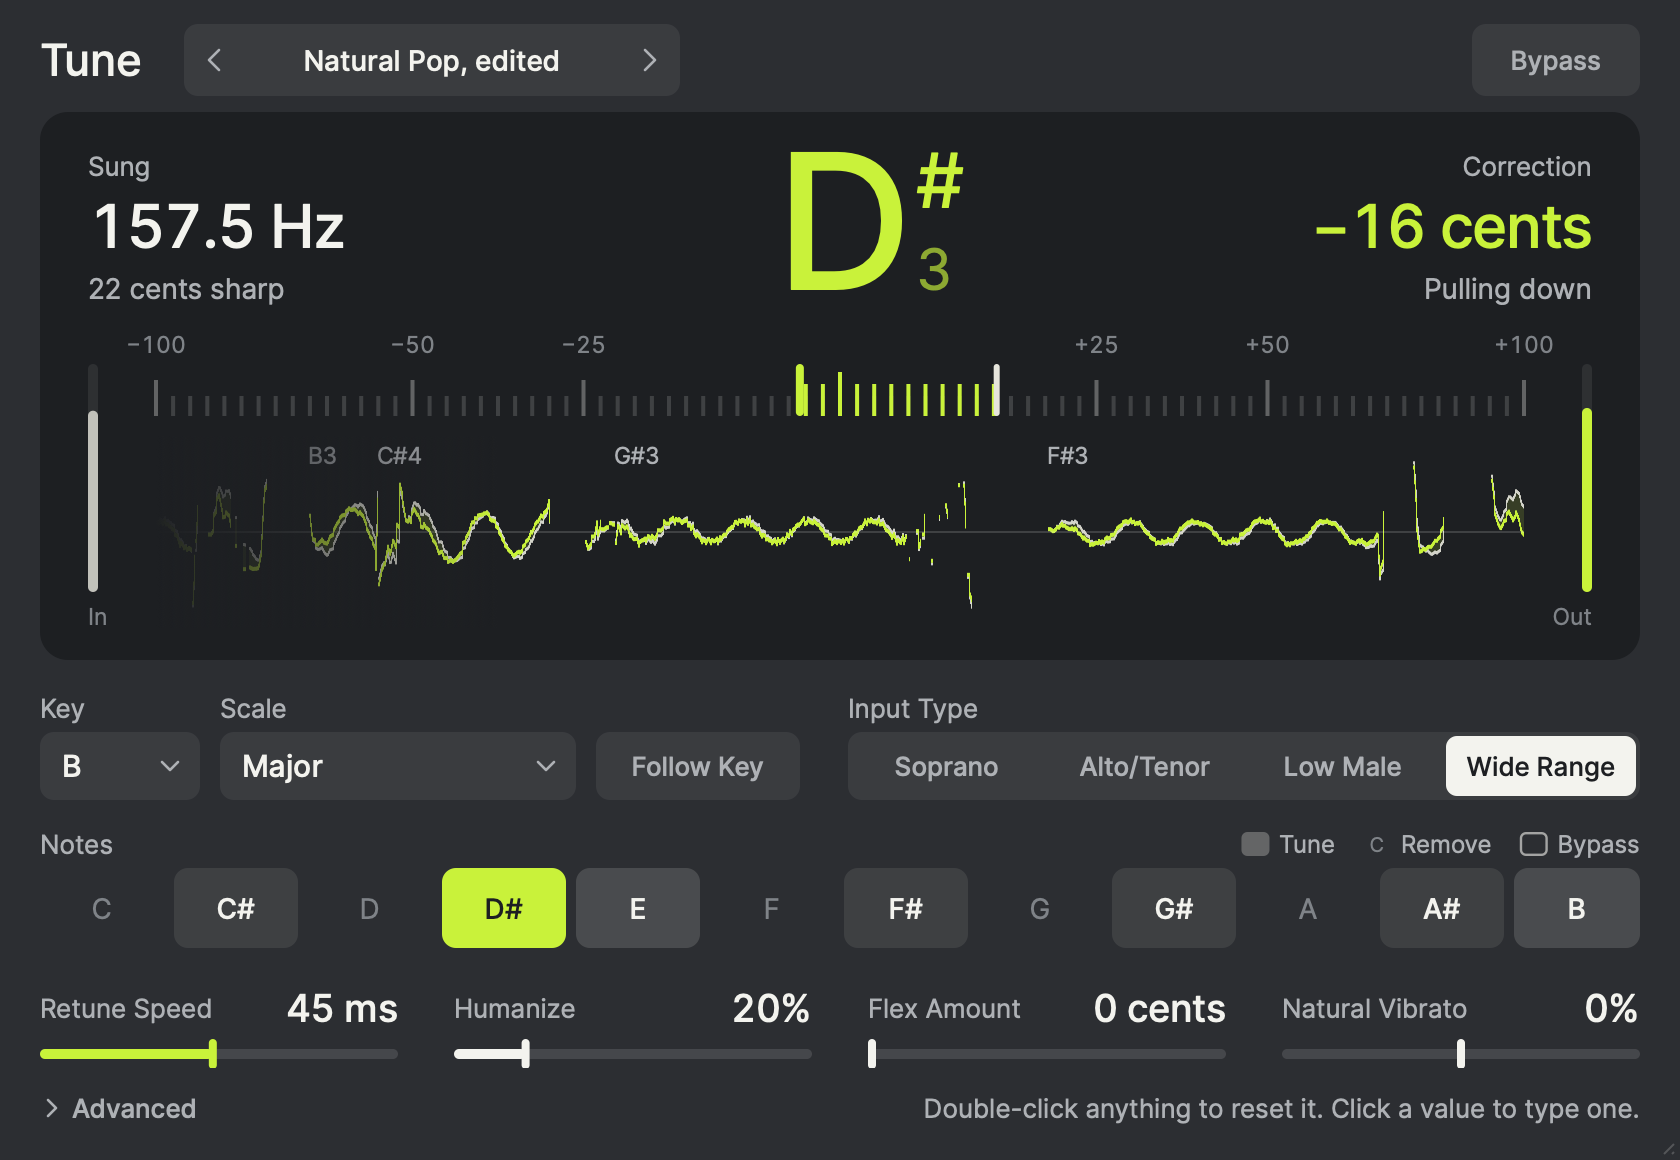 Tune
Natural Pop, edited
Bypass
Sung
157.5 Hz
22 cents sharp
D#3
Correction
−16 cents
Pulling down
−100 −50 −25 +25 +50 +100
B3 C#4 G#3 F#3
In
Out
Key
Scale
Input Type
B
Major
Follow Key
Soprano Alto/Tenor Low Male Wide Range
Notes
Tune C Remove Bypass
C C# D D# E F F# G G# A A# B
Retune Speed 45 ms
Humanize 20%
Flex Amount 0 cents
Natural Vibrato 0%
Advanced
Double-click anything to reset it. Click a value to type one.